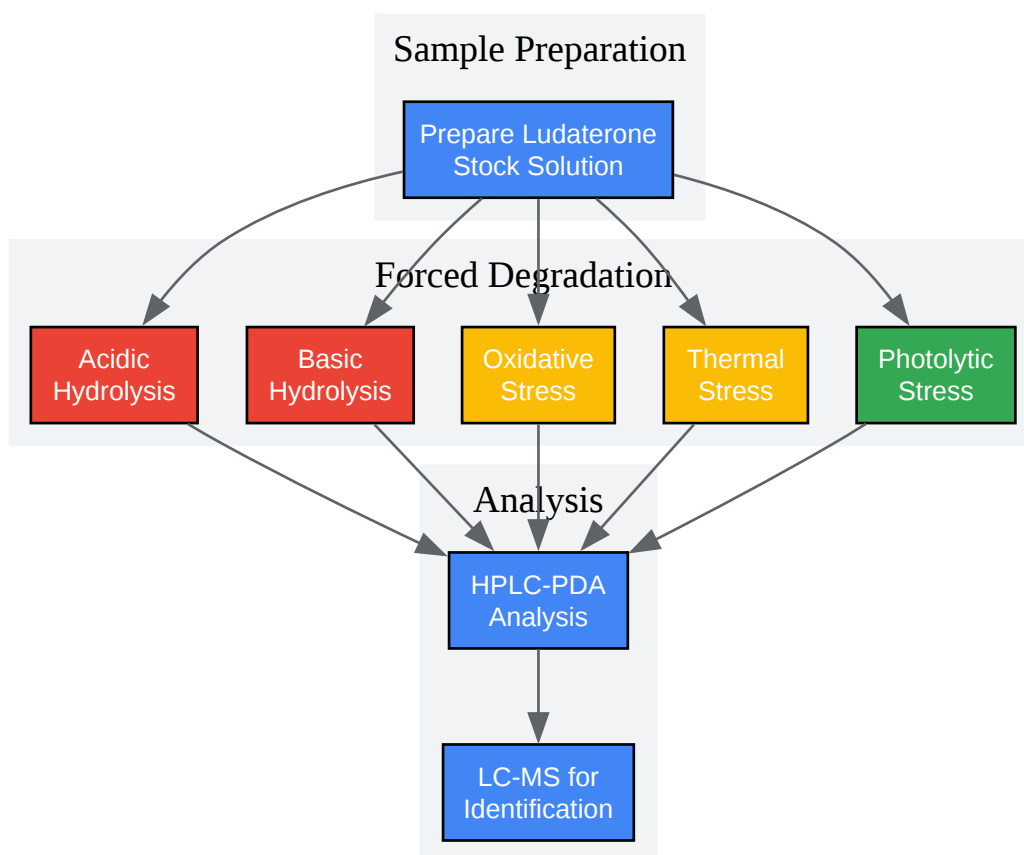 Sample Preparation
Prepare Ludaterone
Stock Solution
Forced Degradation
Acidic
Hydrolysis
Basic
Hydrolysis
Oxidative
Stress
Thermal
Stress
Photolytic
Stress
Analysis
HPLC-PDA
Analysis
LC-MS for
Identification